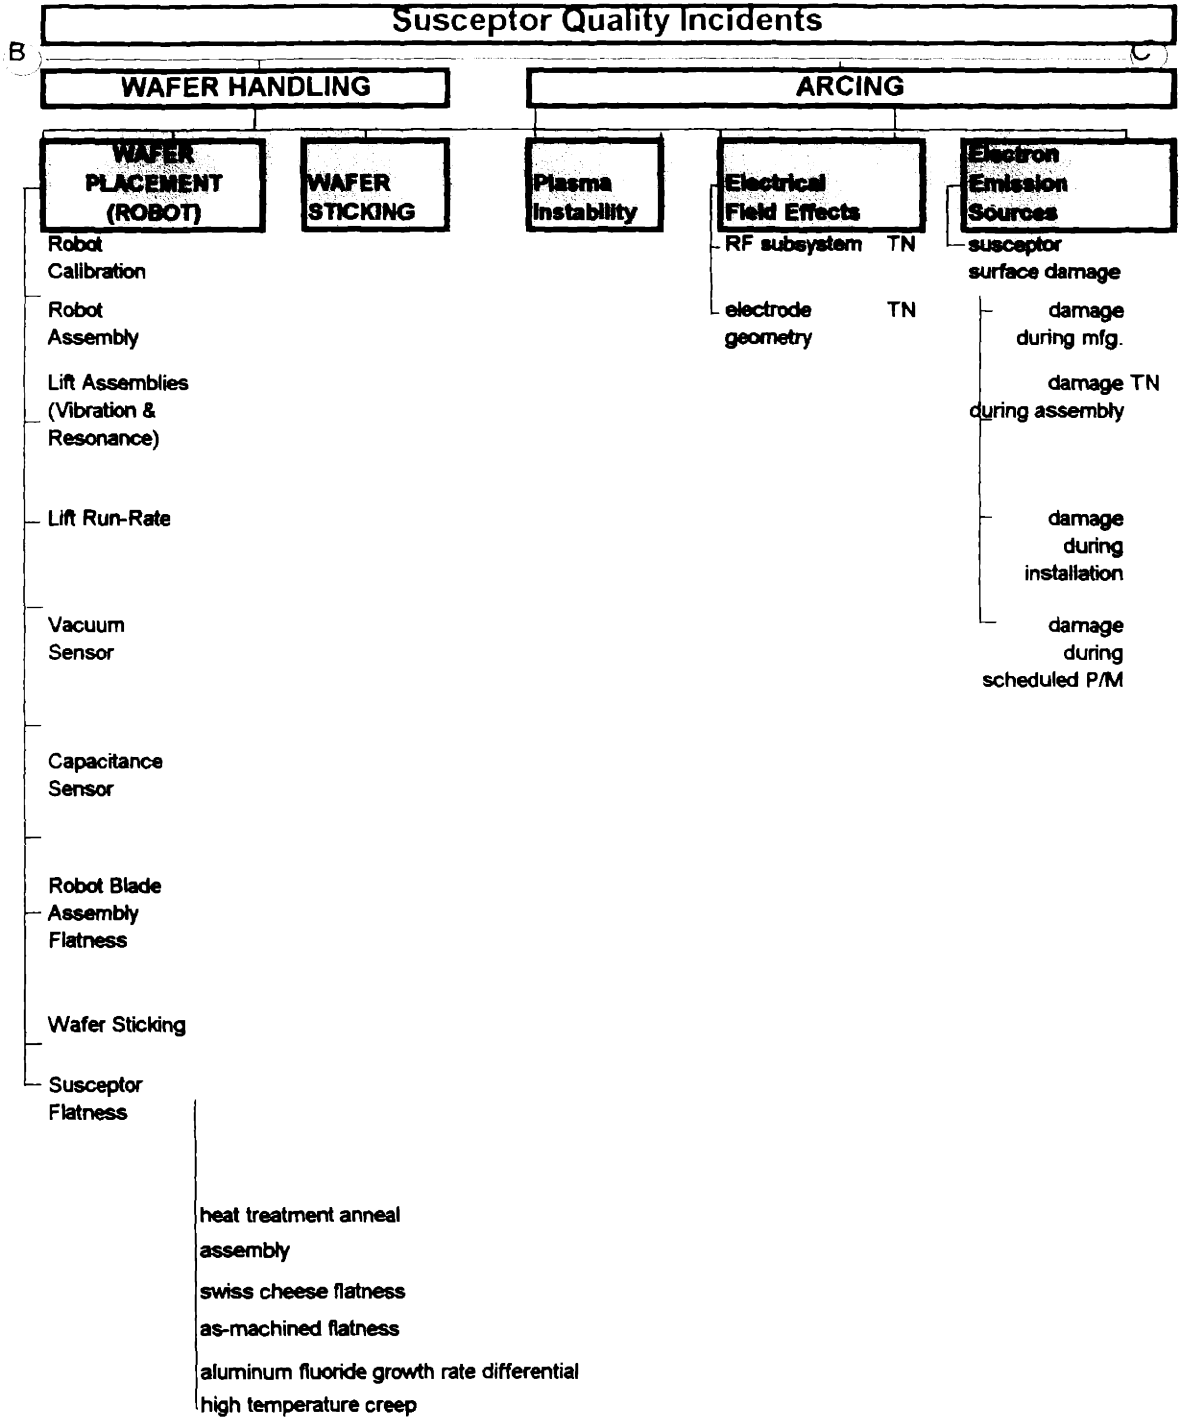 Susceptor Quality Incidents
B
C
WAFER HANDLING
ARCING
WAFER
PLACEMENT
(ROBOT)
WAFER
STICKING
Plasma
Instability
Electrical
Field Effects
Electron
Emission
Sources
Robot
Calibration
Robot
Assembly
Lift Assemblies
(Vibration &
Resonance)
Lift Run-Rate
Vacuum
Sensor
Capacitance
Sensor
Robot Blade
Assembly
Flatness
Wafer Sticking
Susceptor
Flatness
heat treatment anneal
assembly
swiss cheese flatness
as-machined flatness
aluminum fluoride growth rate differential
high temperature creep
RF subsystem TN
electrode TN
geometry
susceptor
surface damage
damage
during mfg.
damage TN
during assembly
damage
during
installation
damage
during
scheduled P/M